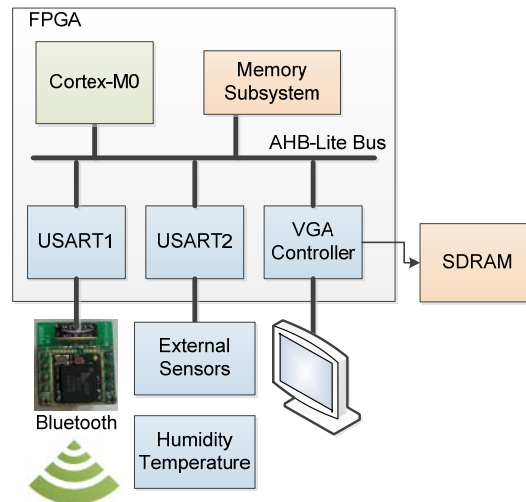 FPGA
Cortex-M0
Memory
Subsystem
AHB-Lite Bus
USART1
USART2
VGA
Controller
SDRAM
External
Sensors
Bluetooth
Humidity
Temperature